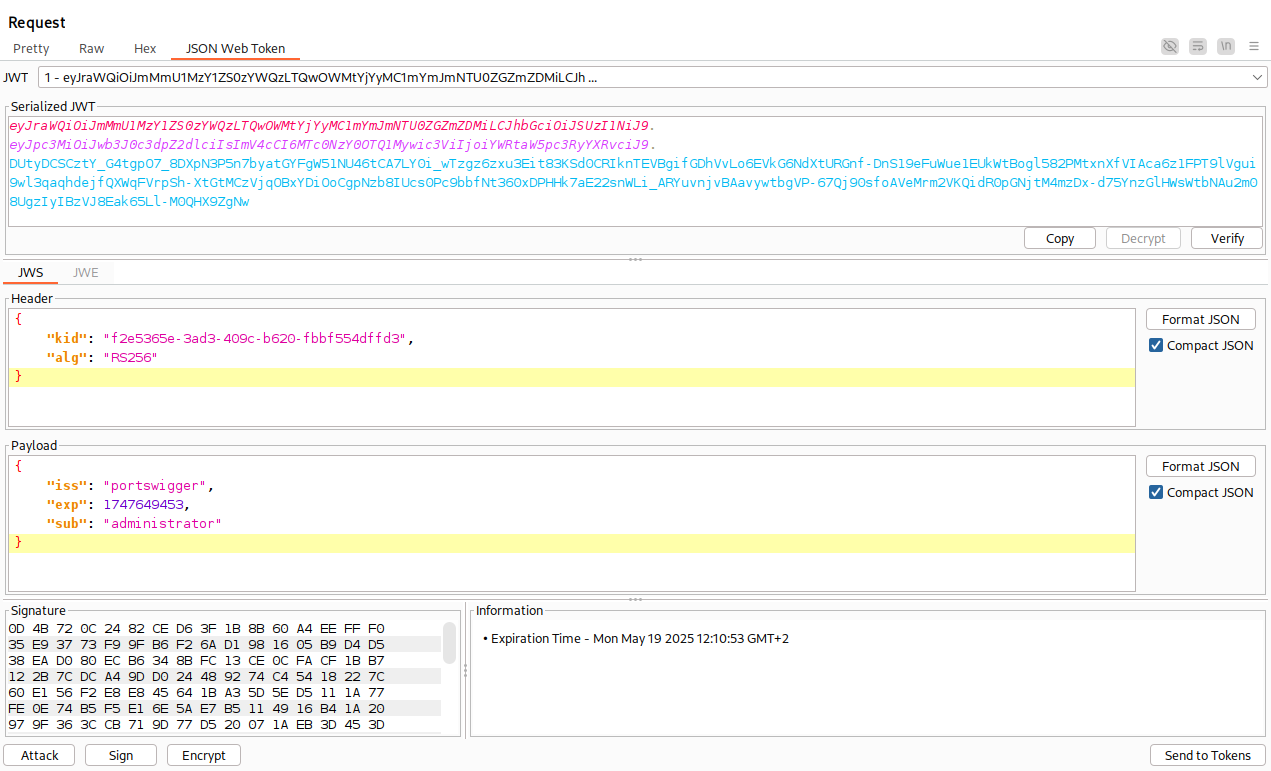 Request
Pretty Raw Hex JSON Web Token
\n
JWT 1 - eyJraWQiOiJmMmU1MzY1ZS0zYWQzLTQwOWMtYjYyMC1mYmJmNTU0ZGZmZDMiLCJh ...
Serialized JWT
eyJraWQiOiJmMmU1MzY1ZS0zYWQzLTQwOWMtYjYyMC1mYmJmNTU0ZGZmZDMiLCJhbGciOiJSUzI1NiJ9.
eyJpc3MiOiJwb3J0c3dpZ2dlciIsImV4cCI6MTc0NzY0OTQ1Mywic3ViIjoiYWRtaW5pc3RyYXRvciJ9.
DUtyDCSCztY_G4tgpO7_8DXpN3P5n7byatGYFgW51NU46tCA7LY0i_wTzgz6zxu3Eit83KSd0CRIknTEVBgifGDhVvLo6EVkG6NdXtURGnf-DnS19eFuWue1EUkWtBogl582PMtxnXfVIAca6z1FPT9lVgui
9wl3qaqhdejfQXWqFVrpSh-XtGtMCzVjqOBxYDiOoCgpNzb8IUcsOPc9bbfNt360xDPHHk7aE22snWLi_ARYuvnjvBAavywtbgVP-67Qj90sfoAVeMrm2VKQidROpGNjtM4mzDx-d75YnzGlHWsWtbNAu2m0
8UgzIyIBzVJ8Eak65Ll-MOQHX9ZgNw
Copy Decrypt Verify
JWS JWE
Header
{
"kid": "f2e5365e-3ad3-409c-b620-fbbf554dffd3",
"alg": "RS256"
}
Format JSON
Compact JSON
Payload
{
"iss": "portswigger",
"exp": 1747649453,
"sub": "administrator"
}
Format JSON
Compact JSON
Signature
0D 4B 72 0C 24 82 CE D6 3F 1B 8B 60 A4 EE FF F0
35 E9 37 73 F9 9F B6 F2 6A D1 98 16 05 B9 D4 D5
38 EA D0 80 EC B6 34 8B FC 13 CE 0C FA CF 1B B7
12 2B 7C DC A4 9D D0 24 48 92 74 C4 54 18 22 7C
60 E1 56 F2 E8 E8 45 64 1B A3 5D 5E D5 11 1A 77
FE 0E 74 B5 F5 E1 6E 5A E7 B5 11 49 16 B4 1A 20
97 9F 36 3C CB 71 9D 77 D5 20 07 1A EB 3D 45 3D
Information
• Expiration Time - Mon May 19 2025 12:10:53 GMT+2
Attack Sign Encrypt Send to Tokens